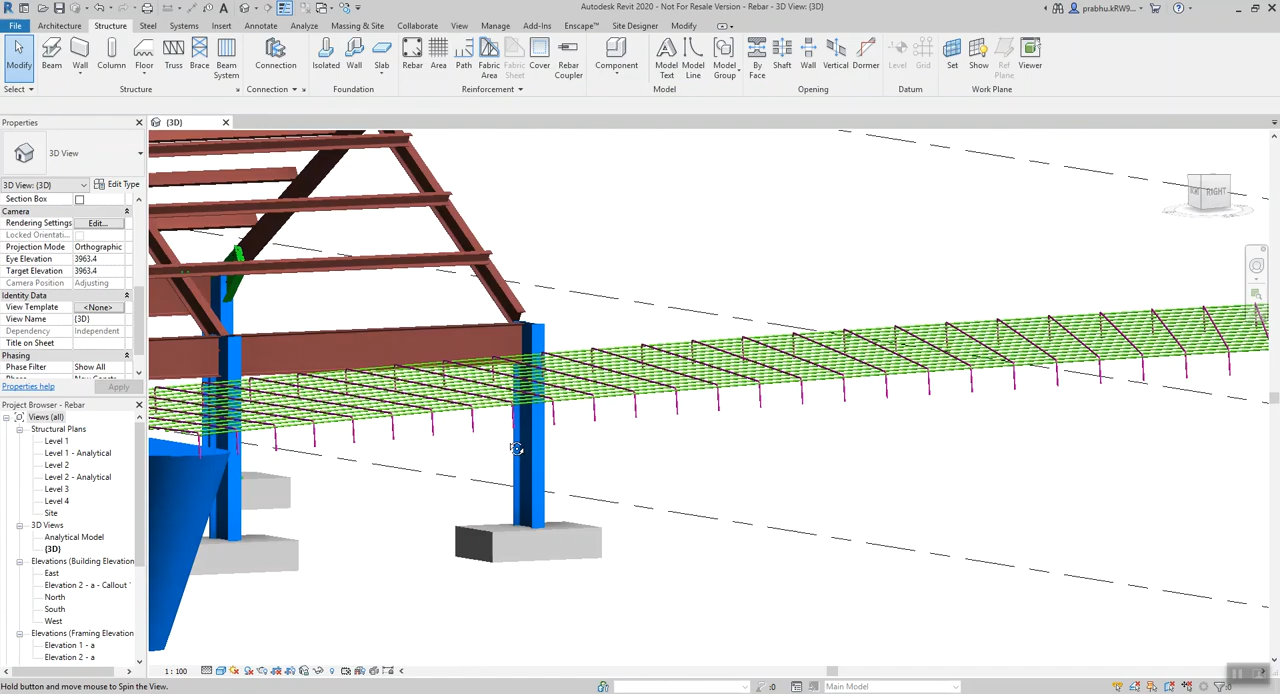 Autodesk Revit 2020 - Not For Resale Version - Rebar - 3D View: {3D}
prabhu.kRW9...
File Architecture Structure Steel Systems Insert Annotate Analyze Massing & Site Collaborate View Manage Add-Ins Enscape™ Site Designer Modify
Modify Beam Wall Column Floor Truss Brace Beam System Connection Isolated Wall Slab Rebar Area Path Fabric Area Fabric Sheet Cover Rebar Coupler Component Model Text Model Line Model Group By Face Shaft Wall Vertical Dormer Level Grid Set Show Ref Plane Viewer
Select Structure Connection Foundation Reinforcement Model Opening Datum Work Plane
Properties
{3D}
3D View
3D View: {3D} Edit Type
Section Box
Camera
Rendering Settings Edit...
Locked Orientati...
Projection Mode Orthographic
Eye Elevation 3963.4
Target Elevation 3963.4
Camera Position Adjusting
Identity Data
View Template <None>
View Name {3D}
Dependency Independent
Title on Sheet
Phasing
Phase Filter Show All
Properties help Apply
Project Browser - Rebar
Views (all)
Structural Plans
Level 1
Level 1 - Analytical
Level 2
Level 2 - Analytical
Level 3
Level 4
Site
3D Views
Analytical Model
{3D}
Elevations (Building Elevation
East
Elevation 2 - a - Callout
North
South
West
Elevations (Framing Elevation
Elevation 1 - a
Elevation 2 - a
RIGHT
1 : 100
Hold button and move mouse to Spin the View.
:0
Main Model
:0